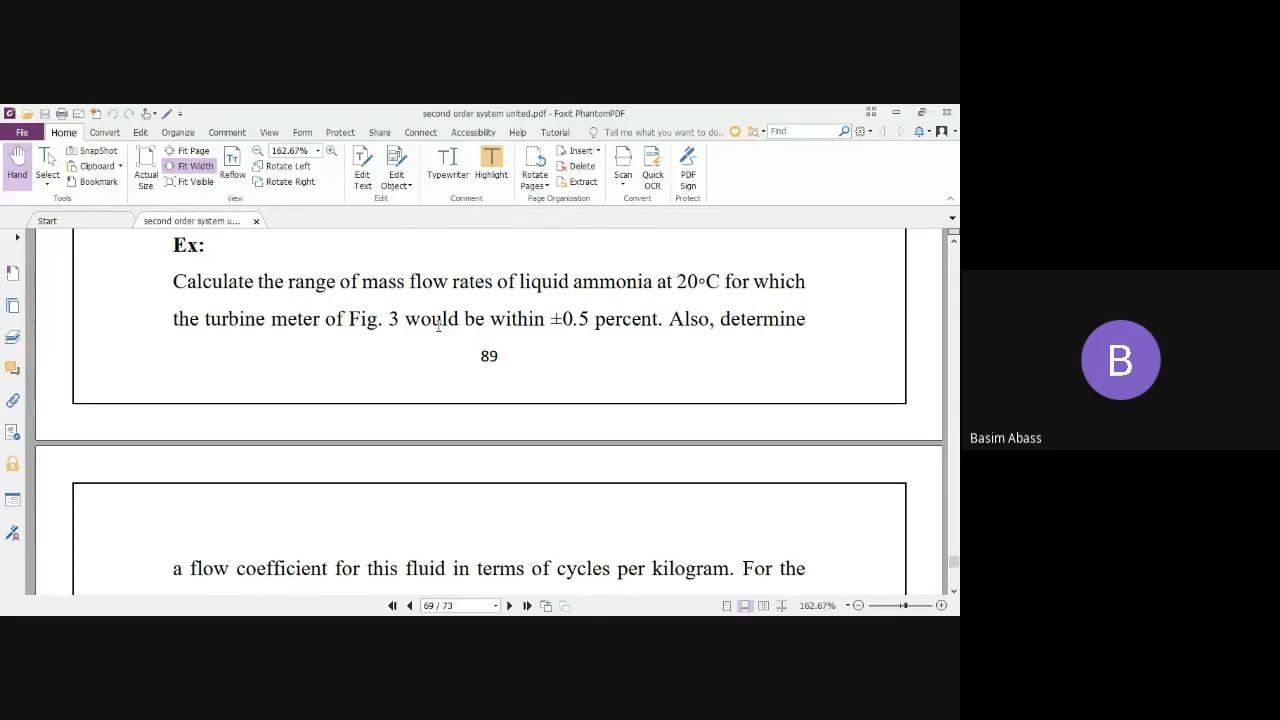 second order system united.pdf - Foxit PhantomPDF
File Home Convert Edit Organize Comment View Form Protect Share Connect Accessibility Help Tutorial Tell me what you want to do.. Find
Hand
Select
SnapShot
Clipboard
Bookmark
Tools
Actual Size
Fit Page
Fit Width
Fit Visible
Reflow
162.67%
Rotate Left
Rotate Right
View
Edit Text
Edit Object
Edit
Typewriter
Highlight
Comment
Rotate Pages
Insert
Delete
Extract
Page Organization
Scan
Quick OCR
Convert
PDF Sign
Protect
Start
second order system u...
Ex:
Calculate the range of mass flow rates of liquid ammonia at 20∘C for which
the turbine meter of Fig. 3 would be within ±0.5 percent. Also, determine
89
a flow coefficient for this fluid in terms of cycles per kilogram. For the
69 / 73
162.67%
B
Basim Abass